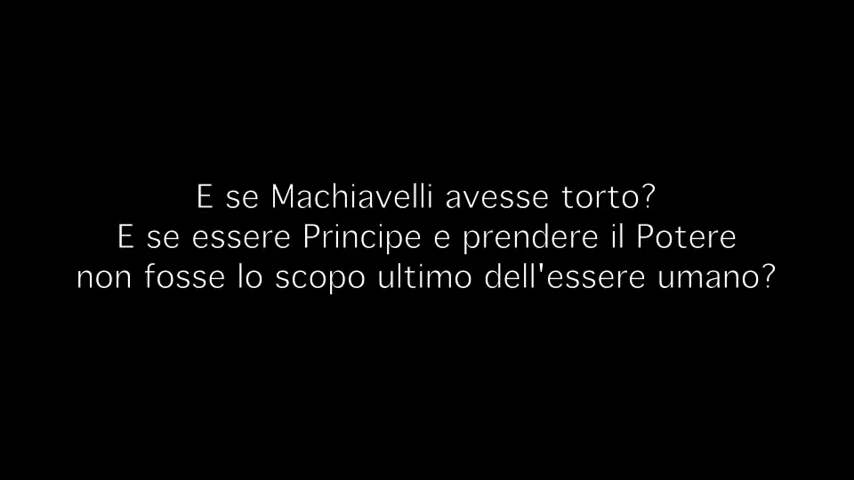 E se Machiavelli avesse torto?
E se essere Principe e prendere il Potere
non fosse lo scopo ultimo dell'essere umano?